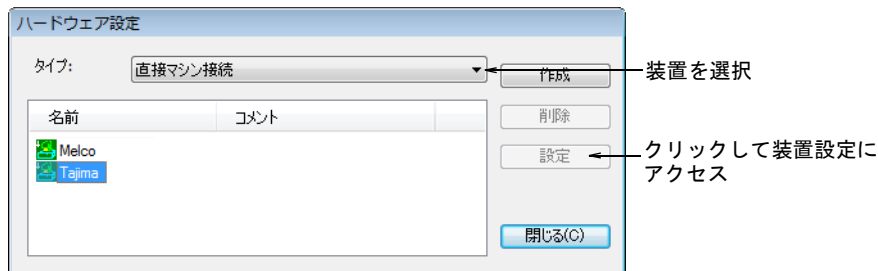 ハードウェア設定
タイプ:
直接マシン接続
作成
装置を選択
名前 コメント
削除
Melco
設定
クリックして装置設定に
アクセス
Tajima
閉じる(C)